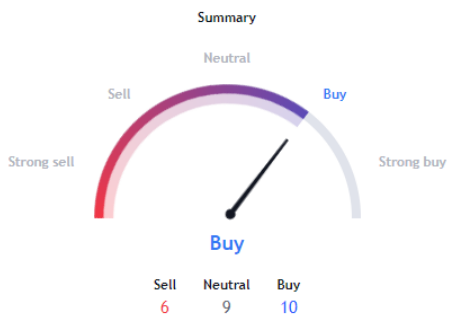 Summary
Neutral
Sell Buy
Strong sell Strong buy
Buy
Sell Neutral Buy
6 9 10